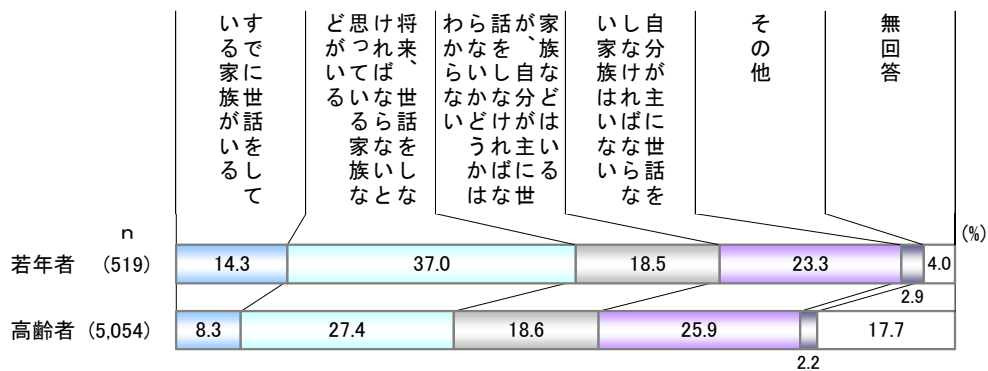 すでに世話をして
いる家族がいる
将来、世話をしな
ければならないと
思っている家族な
どがいる
家族などはいる
が、自分が主に世
話をしなければな
らないかどうかは
わからない
自分が主に世話を
しなければならな
い家族はいない
その他
無回答
n
(%)
若年者 (519)
14.3
37.0
18.5
23.3
2.9
4.0
高齢者 (5,054)
8.3
27.4
18.6
25.9
2.2
17.7